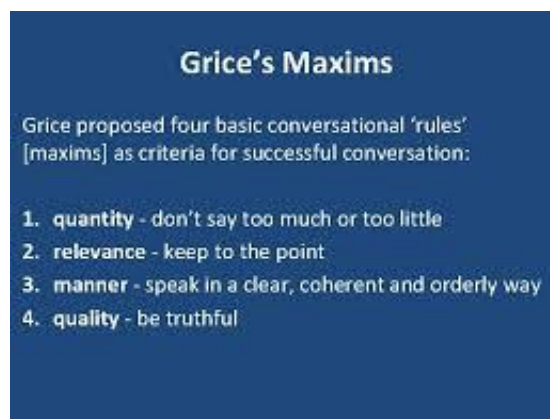 Grice's Maxims
Grice proposed four basic conversational 'rules'
[maxims] as criteria for successful conversation:
1. quantity - don't say too much or too little
2. relevance - keep to the point
3. manner - speak in a clear, coherent and orderly way
4. quality - be truthful